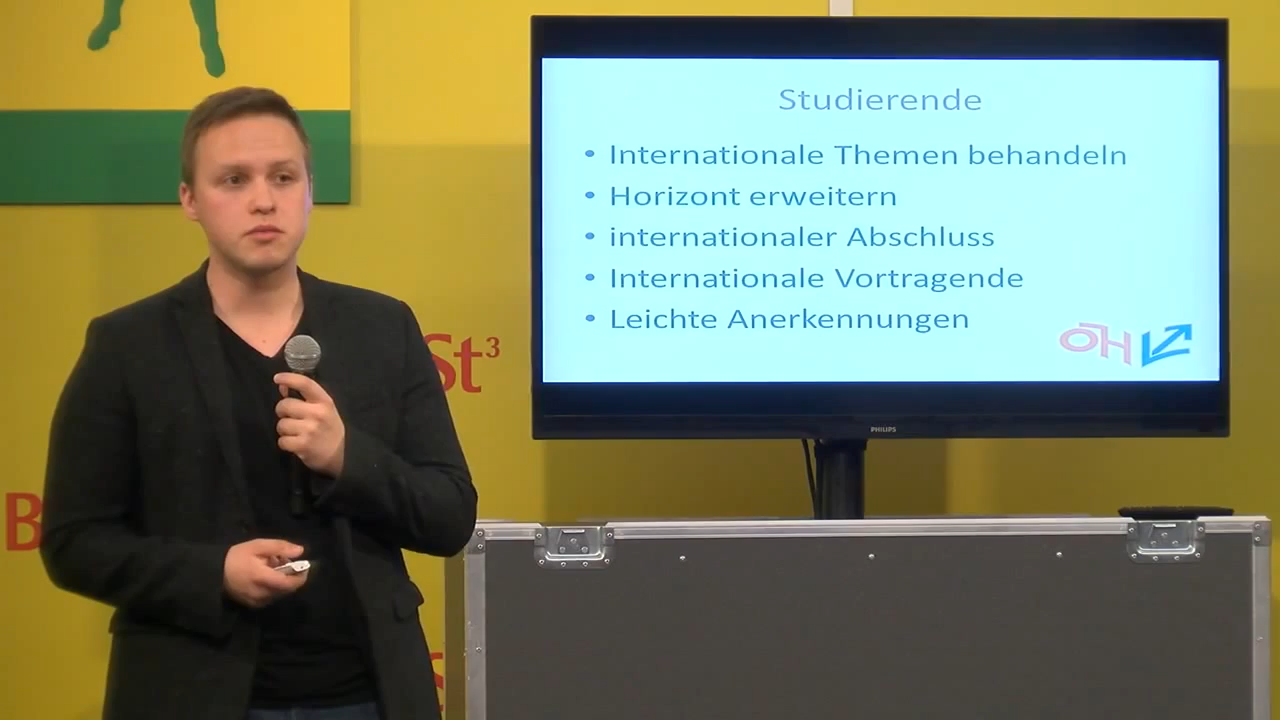 Studierende
• Internationale Themen behandeln
• Horizont erweitern
• internationaler Abschluss
• Internationale Vortragende
• Leichte Anerkennungen
ÖH
PHILIPS
St³
B